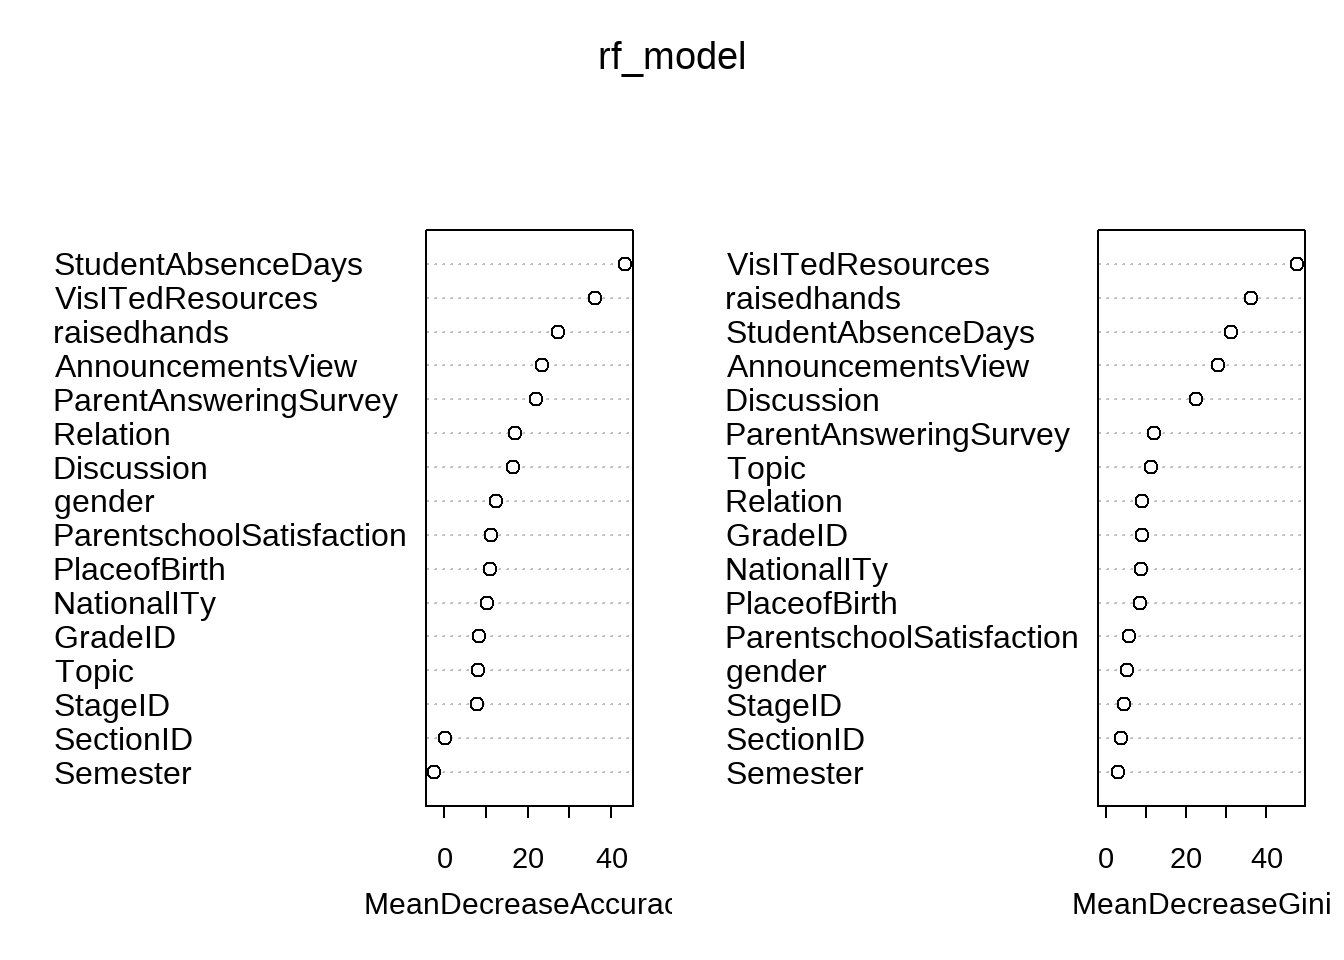 rf_model
StudentAbsenceDays
VisITedResources
raisedhands
AnnouncementsView
ParentAnsweringSurvey
Relation
Discussion
gender
ParentschoolSatisfaction
PlaceofBirth
NationalITy
GradeID
Topic
StageID
SectionID
Semester
0 20 40
MeanDecreaseAccurac
VisITedResources
raisedhands
StudentAbsenceDays
AnnouncementsView
Discussion
ParentAnsweringSurvey
Topic
Relation
GradeID
NationalITy
PlaceofBirth
ParentschoolSatisfaction
gender
StageID
SectionID
Semester
0 20 40
MeanDecreaseGini